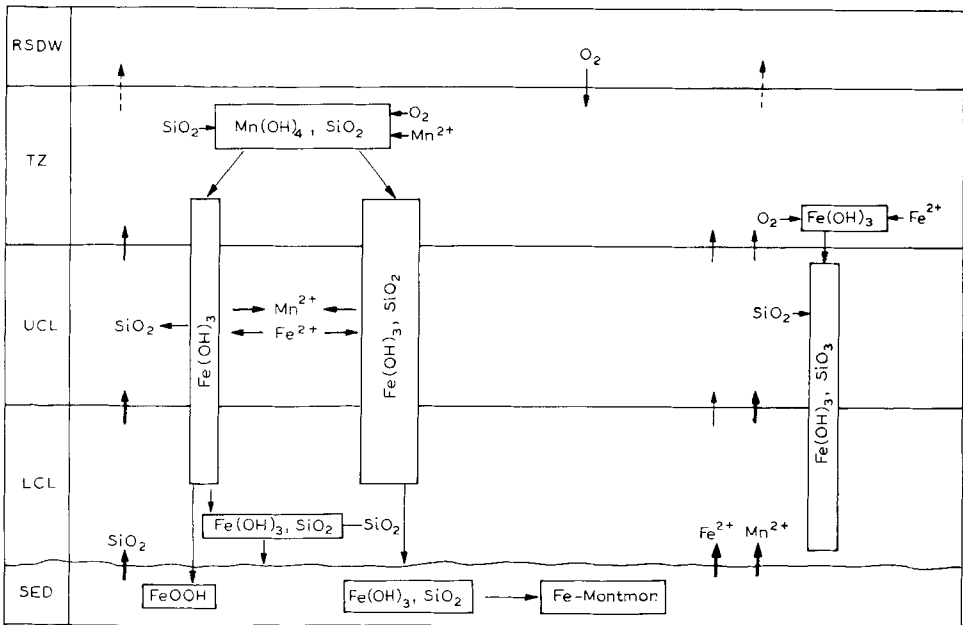 RSDW
O2
TZ
SiO2
Mn(OH)4, SiO2
O2
Mn2+
O2
Fe(OH)3
Fe2+
UCL
SiO2
Fe(OH)3
Mn2+
Fe2+
Fe(OH)3, SiO2
SiO2
Fe(OH)3, SiO3
LCL
SiO2
Fe(OH)3, SiO2
SiO2
Fe2+
Mn2+
SED
FeOOH
Fe(OH)3, SiO2
Fe-Montmor.